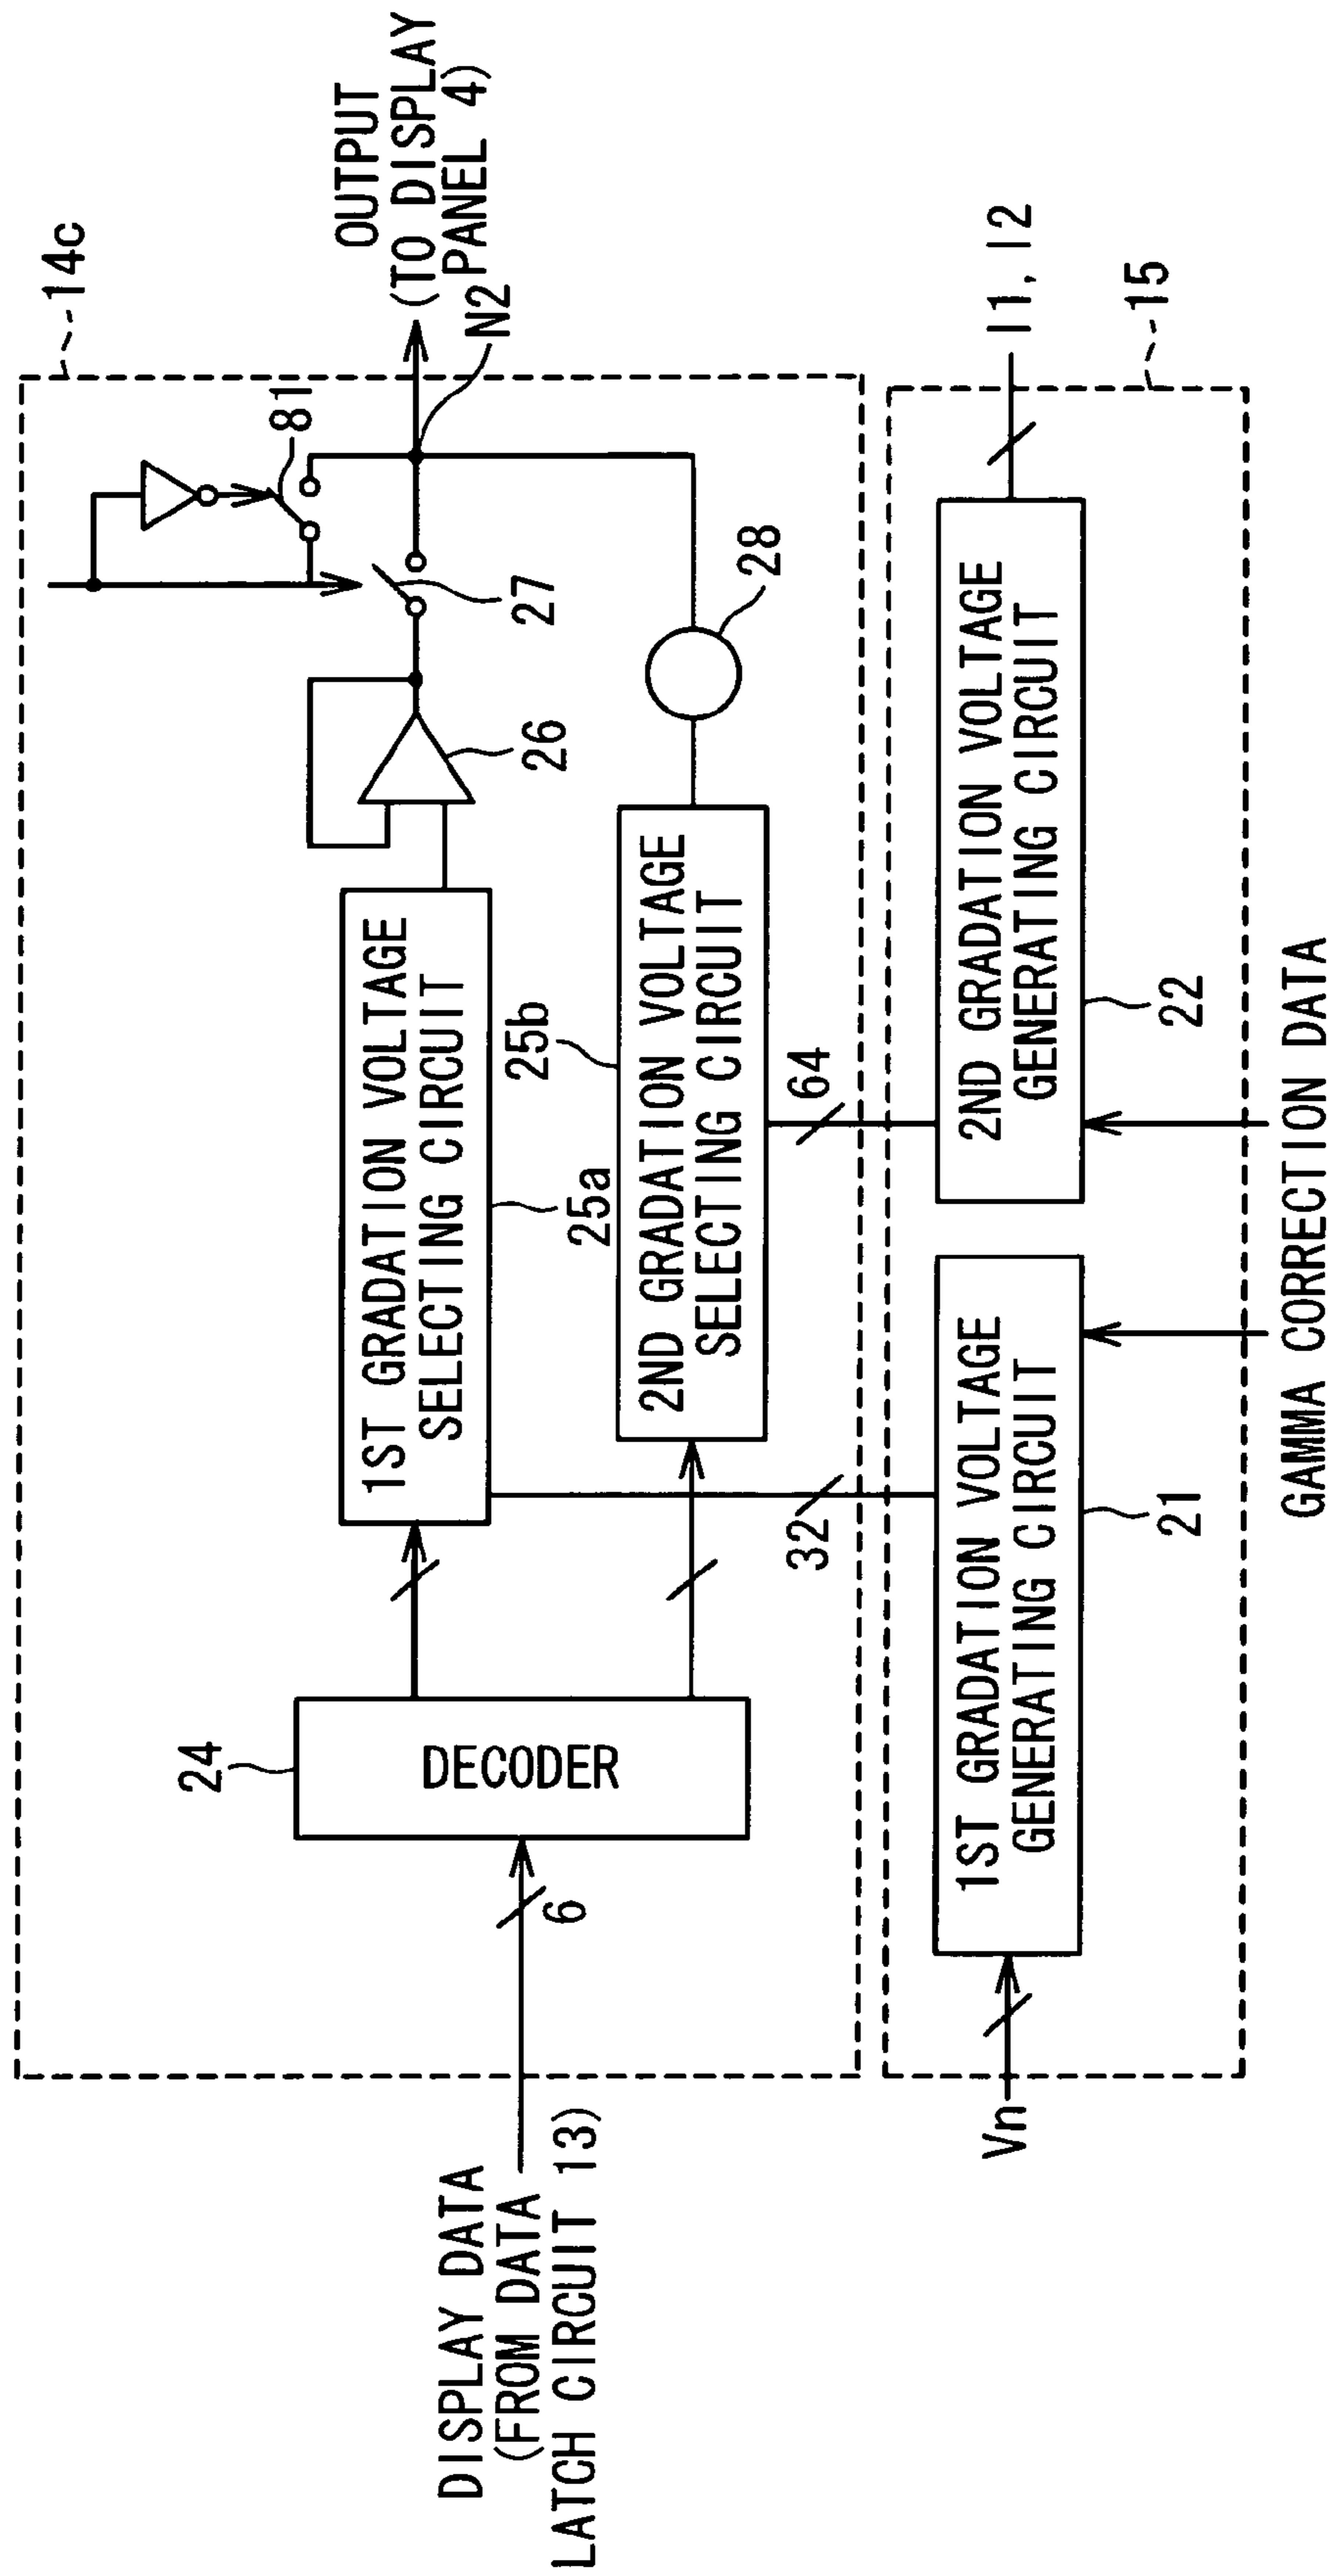 14c
81
OUTPUT
(TO DISPLAY
PANEL 4)
N2
27
26
28
1ST GRADATION VOLTAGE
SELECTING CIRCUIT
25a
25b
2ND GRADATION VOLTAGE
SELECTING CIRCUIT
24
DECODER
6
DISPLAY DATA
(FROM DATA
LATCH CIRCUIT 13)
32
64
Vn
1ST GRADATION VOLTAGE
GENERATING CIRCUIT
21
2ND GRADATION VOLTAGE
GENERATING CIRCUIT
22
I1, I2
15
GAMMA CORRECTION DATA